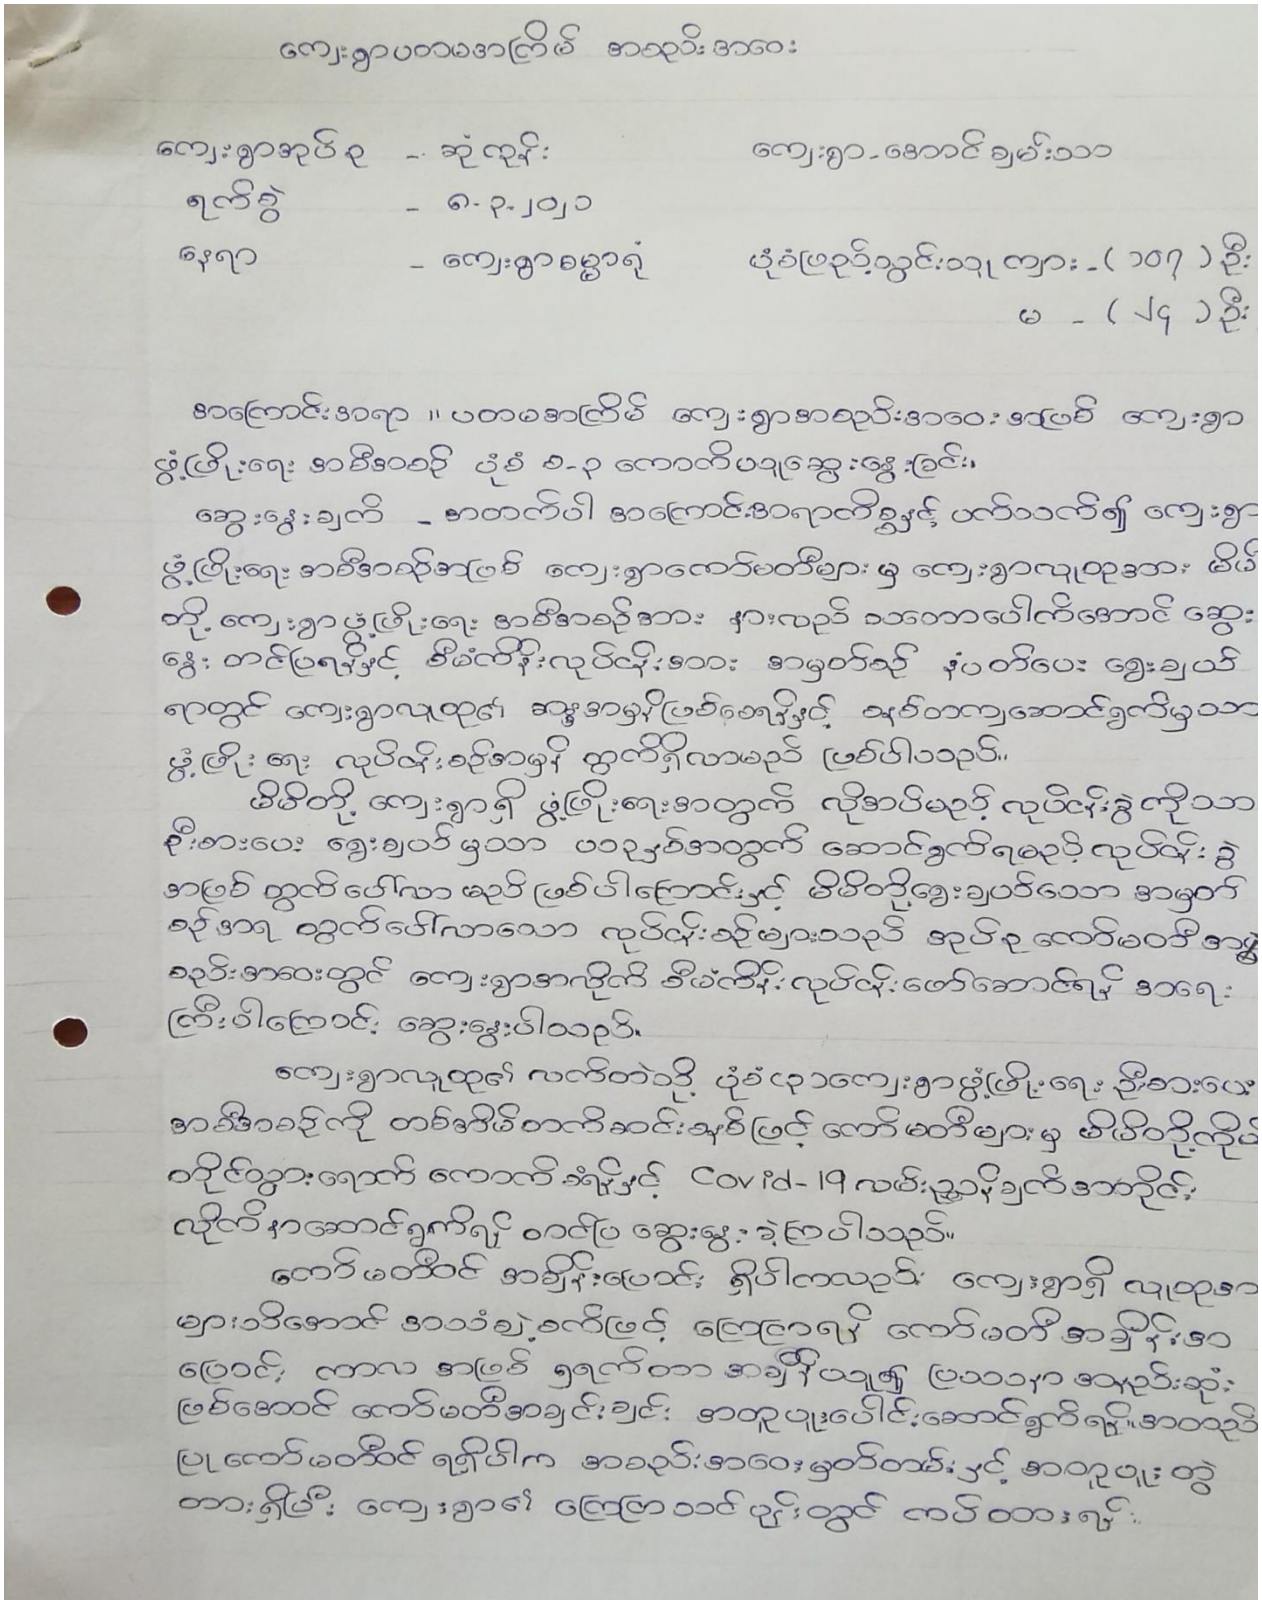 ကျေးရွာပထမအကြိမ် အစည်းအဝေး
ကျေးရွာအုပ်စု - ဆုံကုန်း ကျေးရွာ - အောင်ချမ်းသာ
ရက်စွဲ - ၈-၃-၂၀၂၁
နေရာ - ကျေးရွာဓမ္မာရုံ ပုံစံဖြည့်သွင်းသူ ကျား - ( ၁၀၇ ) ဦး
မ - ( ၂၄ ) ဦး
အကြောင်းအရာ ။ ပထမအကြိမ် ကျေးရွာအစည်းအဝေးအဖြစ် ကျေးရွာ
ဖွံ့ဖြိုးရေး အစီအစဉ် ပုံစံ စ-၃ ကောက်ယူဆွေးနွေးခြင်း။
ဆွေးနွေးချက် - အထက်ပါ အကြောင်းအရာကိစ္စနှင့် ပက်သက်၍ ကျေးရွာ
ဖွံ့ဖြိုးရေး အစီအစဉ်အဖြစ် ကျေးရွာကော်မတီများ မှ ကျေးရွာလူထုအား မိမိ
တို့ ကျေးရွာ ဖွံ့ဖြိုးရေး အစီအစဉ်အား နားလည် သဘောပေါက်အောင် ဆွေး
နွေး တင်ပြရန်နှင့် စီမံကိန်းလုပ်ငန်းအား အမှတ်စဉ် နံပတ်ပေး ရွေးချယ်
ရာတွင် ကျေးရွာလူထု၏ ဆန္ဒအမှန်ဖြစ်စေရန်နှင့် စနစ်တကျဆောင်ရွက်မှသာ
ဖွံ့ဖြိုး ရေး လုပ်ငန်းစဉ်အမှန် ထွက်ရှိလာမည် ဖြစ်ပါသည်။
မိမိတို့ ကျေးရွာရှိ ဖွံ့ဖြိုးရေးအတွက် လိုအပ်မည့် လုပ်ငန်းခွဲ ကိုသာ
ဦးစားပေး ရွေးချယ် မှသာ ယခုနှစ်အတွက် ဆောင်ရွက်ရမည့် လုပ်ငန်း ခွဲ
အဖြစ် ထွက်ပေါ်လာ မည် ဖြစ်ပါကြောင်းနှင့် မိမိတို့ရွေးချယ်သော အမှတ်
စဉ်အရ ထွက်ပေါ်လာသော လုပ်ငန်းစဉ်များသည် အုပ်စု ကော်မတီ
စည်းအဝေးတွင် ကျေးရွာအလိုက် စီမံကိန်း လုပ်ငန်းဖော်ဆောင်ရန် အရေး
ကြီးပါကြောင့် ဆွေးနွေးပါသည်။
ကျေးရွာလူထု၏ လက်ထဲသို့ ပုံစံ ကျေးရွာဖွံ့ဖြိုးရေး ဦးစားပေး
အစီအစဉ်ကို တစ်အိမ်တက်ဆင်းစနစ်ဖြင့် ကော်မတီများ မှ မိမိတို့ကိုယ်
တိုင်သွားရောက် ကောက်ခံရန်နှင့် Covid-19 လမ်းညွှန်ချက်အတိုင်း
လိုက်နာဆောင်ရွက်ရန် တင်ပြ ဆွေးနွေး ခဲ့ကြပါသည်။
ကော်မတီဝင် အချိန်းပြောင်း ရှိပါကလည်း ကျေးရွာရှိ လူထုအာ
များသိအောင် အသံချဲ့စက်ဖြင့် ကြေငြာရန် ကော်မတီ အချိန်းအ
ပြောင်း ကာလ အဖြစ် ၅ရက်တာ အချိန်ယူ၍ ပြဿနာ အနည်းဆုံး
ဖြစ်အောင် ကော်မတီအချင်းချင်း အတူပူးပေါင်းဆောင်ရွက်ရန်။ အတည်
ပြု ကော်မတီဝင် ရရှိပါက အစည်းအဝေးမှတ်တမ်းနှင့် အတူပူး တွဲ
ထားရှိပြီး ကျေးရွာ၏ ကြေငြာသင်ပုန်းတွင် ကပ်ထားရန်။